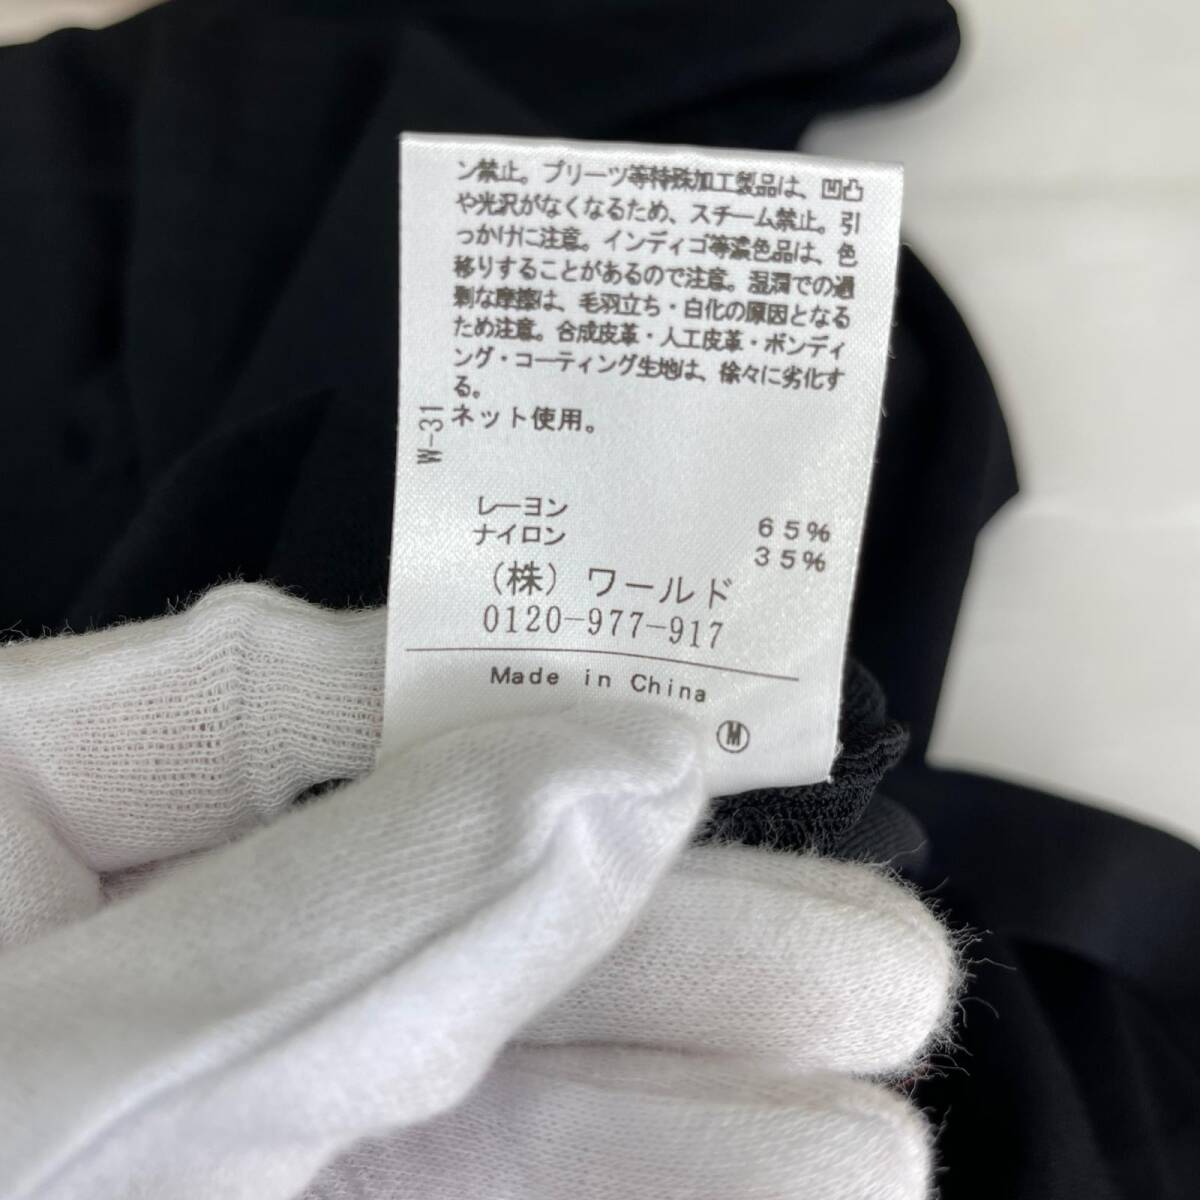 ン禁止。プリーツ等特殊加工製品は、凹凸
や光沢がなくなるため、スチーム禁止。引
っかけに注意。インディゴ等濃色品は、色
移りすることがあるので注意。湿潤での過
剰な摩擦は、毛羽立ち・白化の原因となる
ため注意。合成皮革・人工皮革・ボンディ
ング・コーティング生地は、徐々に劣化す
る。
ネット使用。
W-31
レーヨン 65%
ナイロン 35%
(株)ワールド
0120-977-917
Made in China
Ⓜ